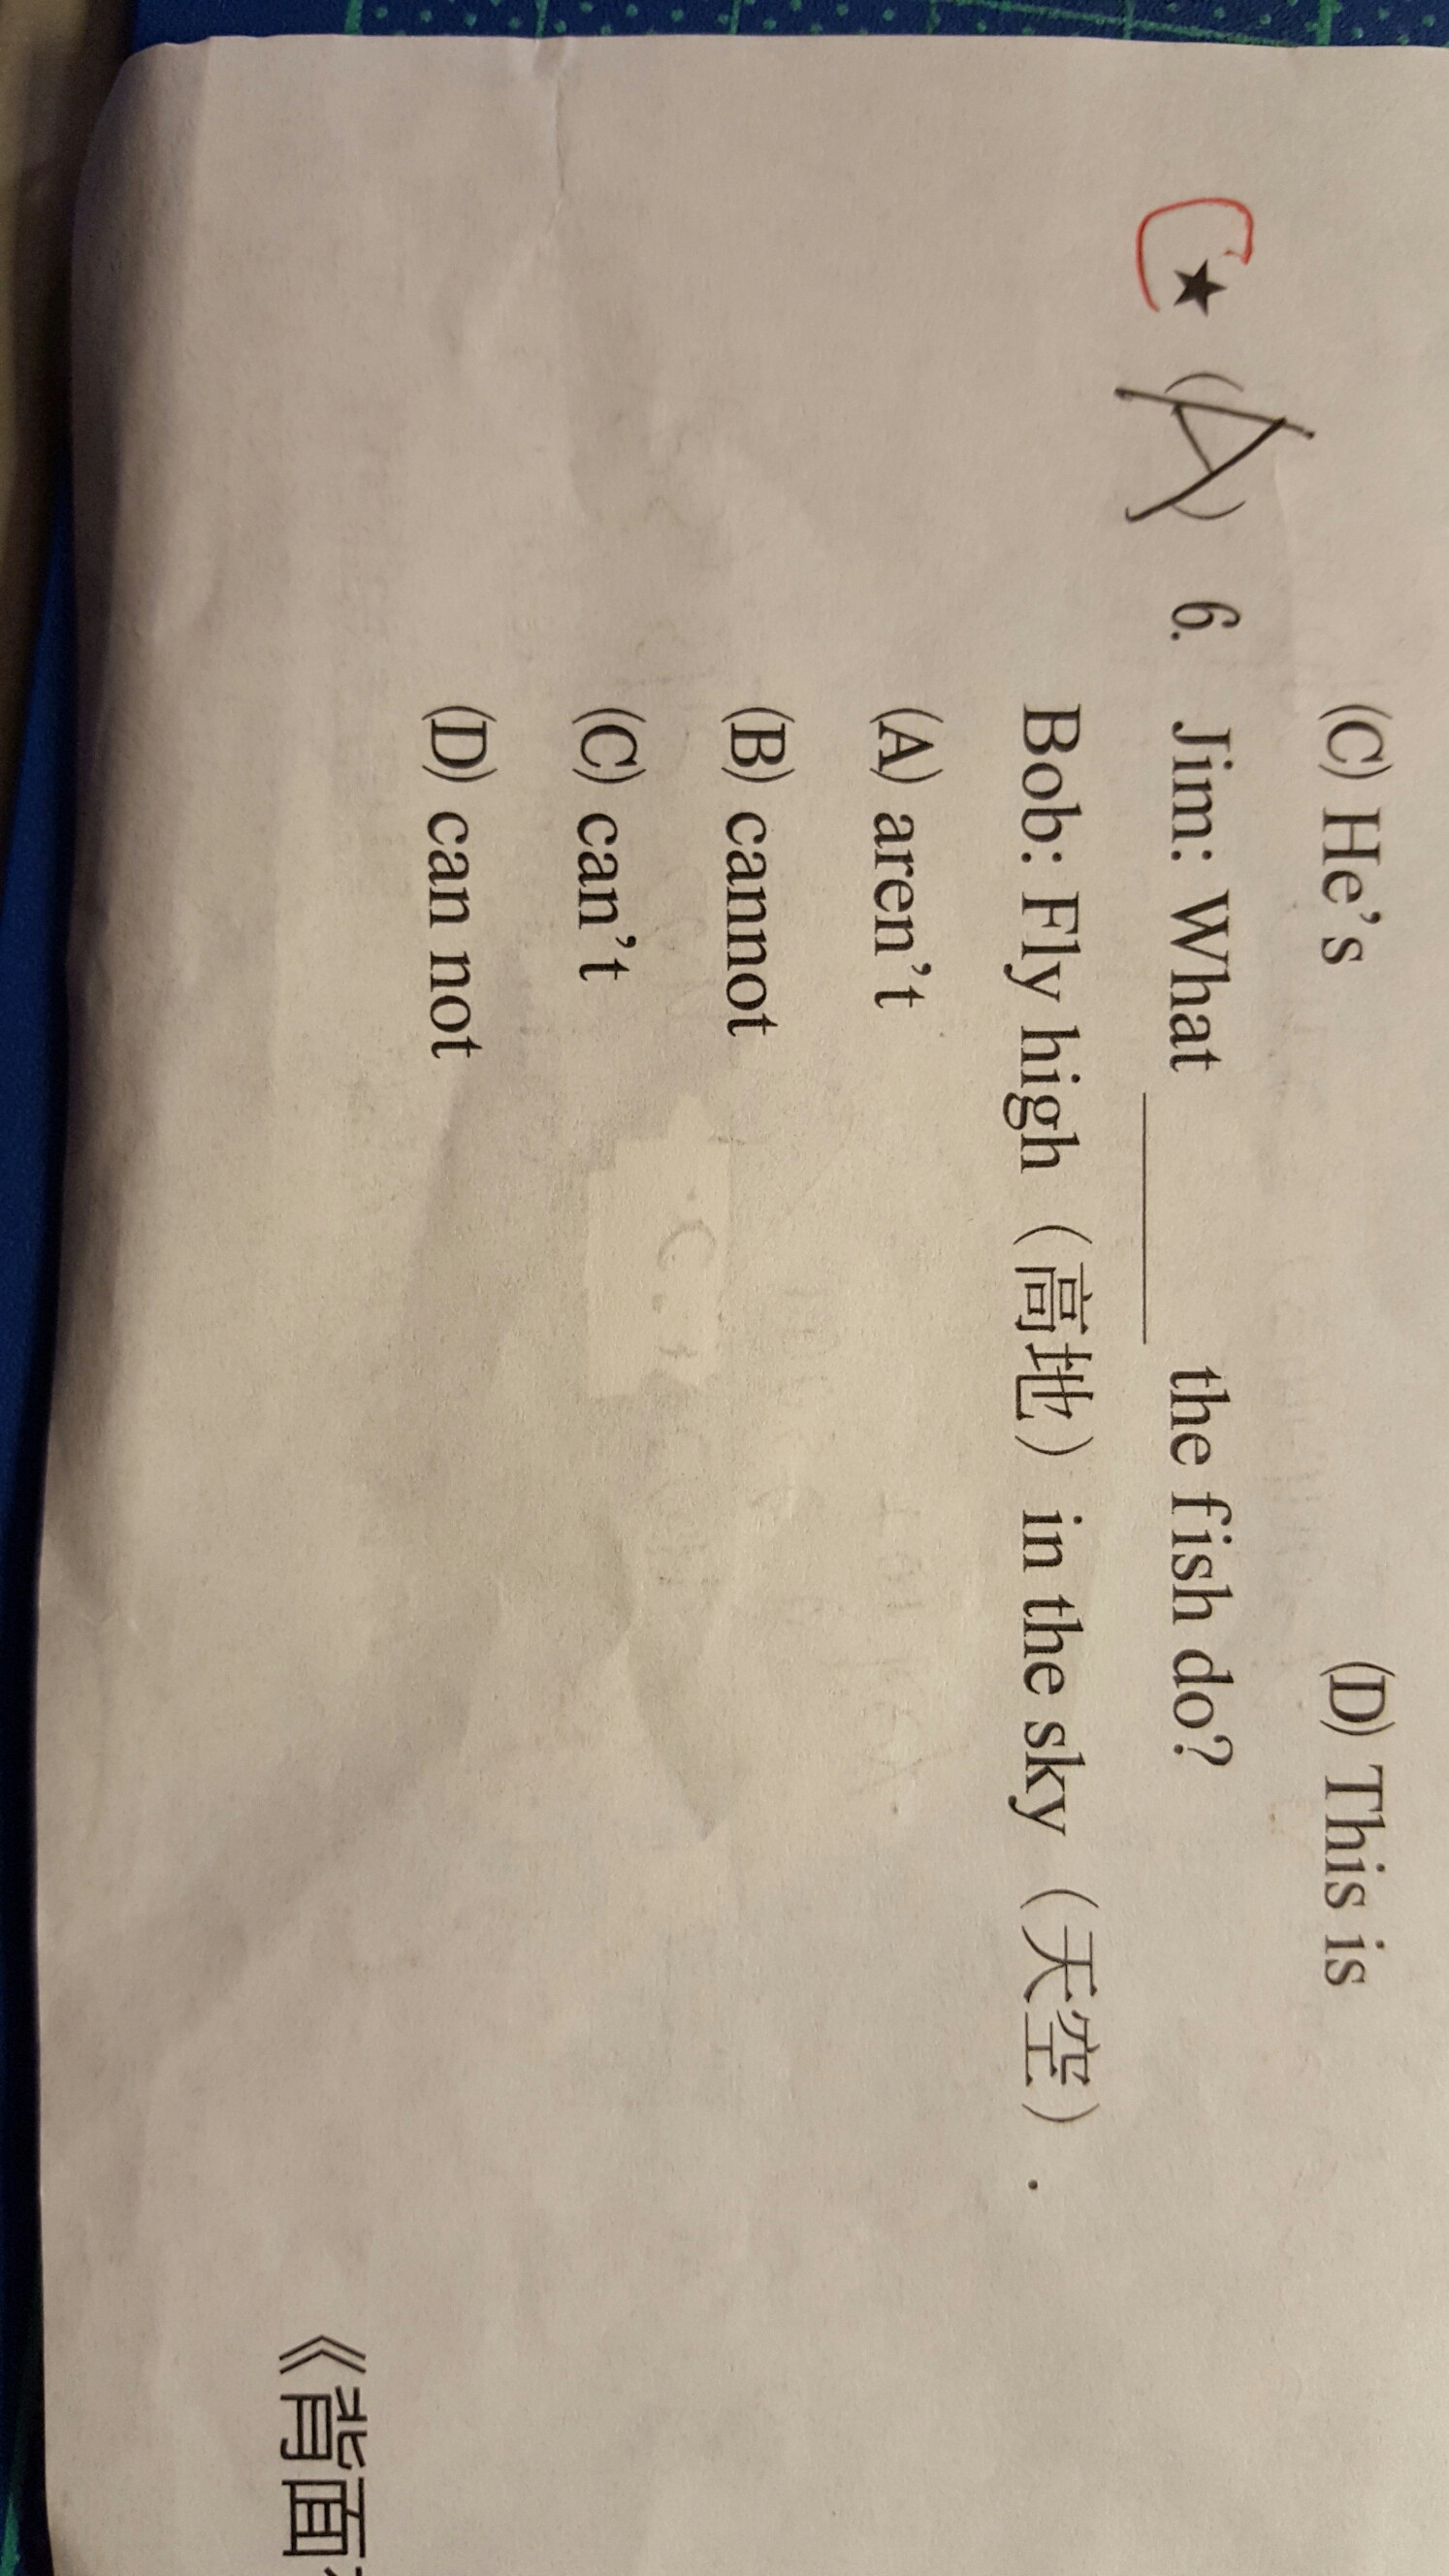 (C) He's (D) This is
C ★ (A) 6. Jim: What ______ the fish do?
Bob: Fly high（高地）in the sky（天空）.
(A) aren't
(B) cannot
(C) can't
(D) can not
《背面